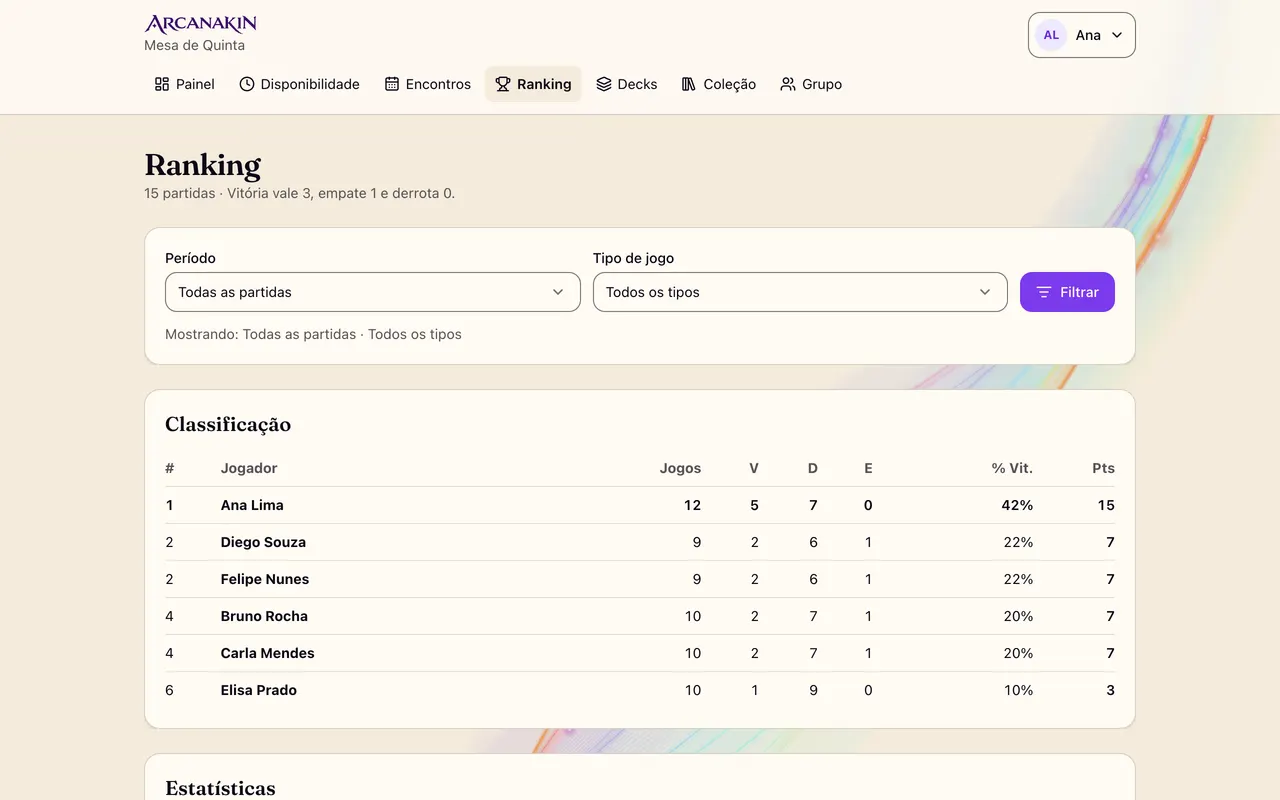 ARCANAKIN
Mesa de Quinta
AL Ana
Painel Disponibilidade Encontros Ranking Decks Coleção Grupo
Ranking
15 partidas · Vitória vale 3, empate 1 e derrota 0.
Período Tipo de jogo
Todas as partidas Todos os tipos Filtrar
Mostrando: Todas as partidas · Todos os tipos
Classificação
# Jogador Jogos V D E % Vit. Pts
1 Ana Lima 12 5 7 0 42% 15
2 Diego Souza 9 2 6 1 22% 7
2 Felipe Nunes 9 2 6 1 22% 7
4 Bruno Rocha 10 2 7 1 20% 7
4 Carla Mendes 10 2 7 1 20% 7
6 Elisa Prado 10 1 9 0 10% 3
Estatísticas